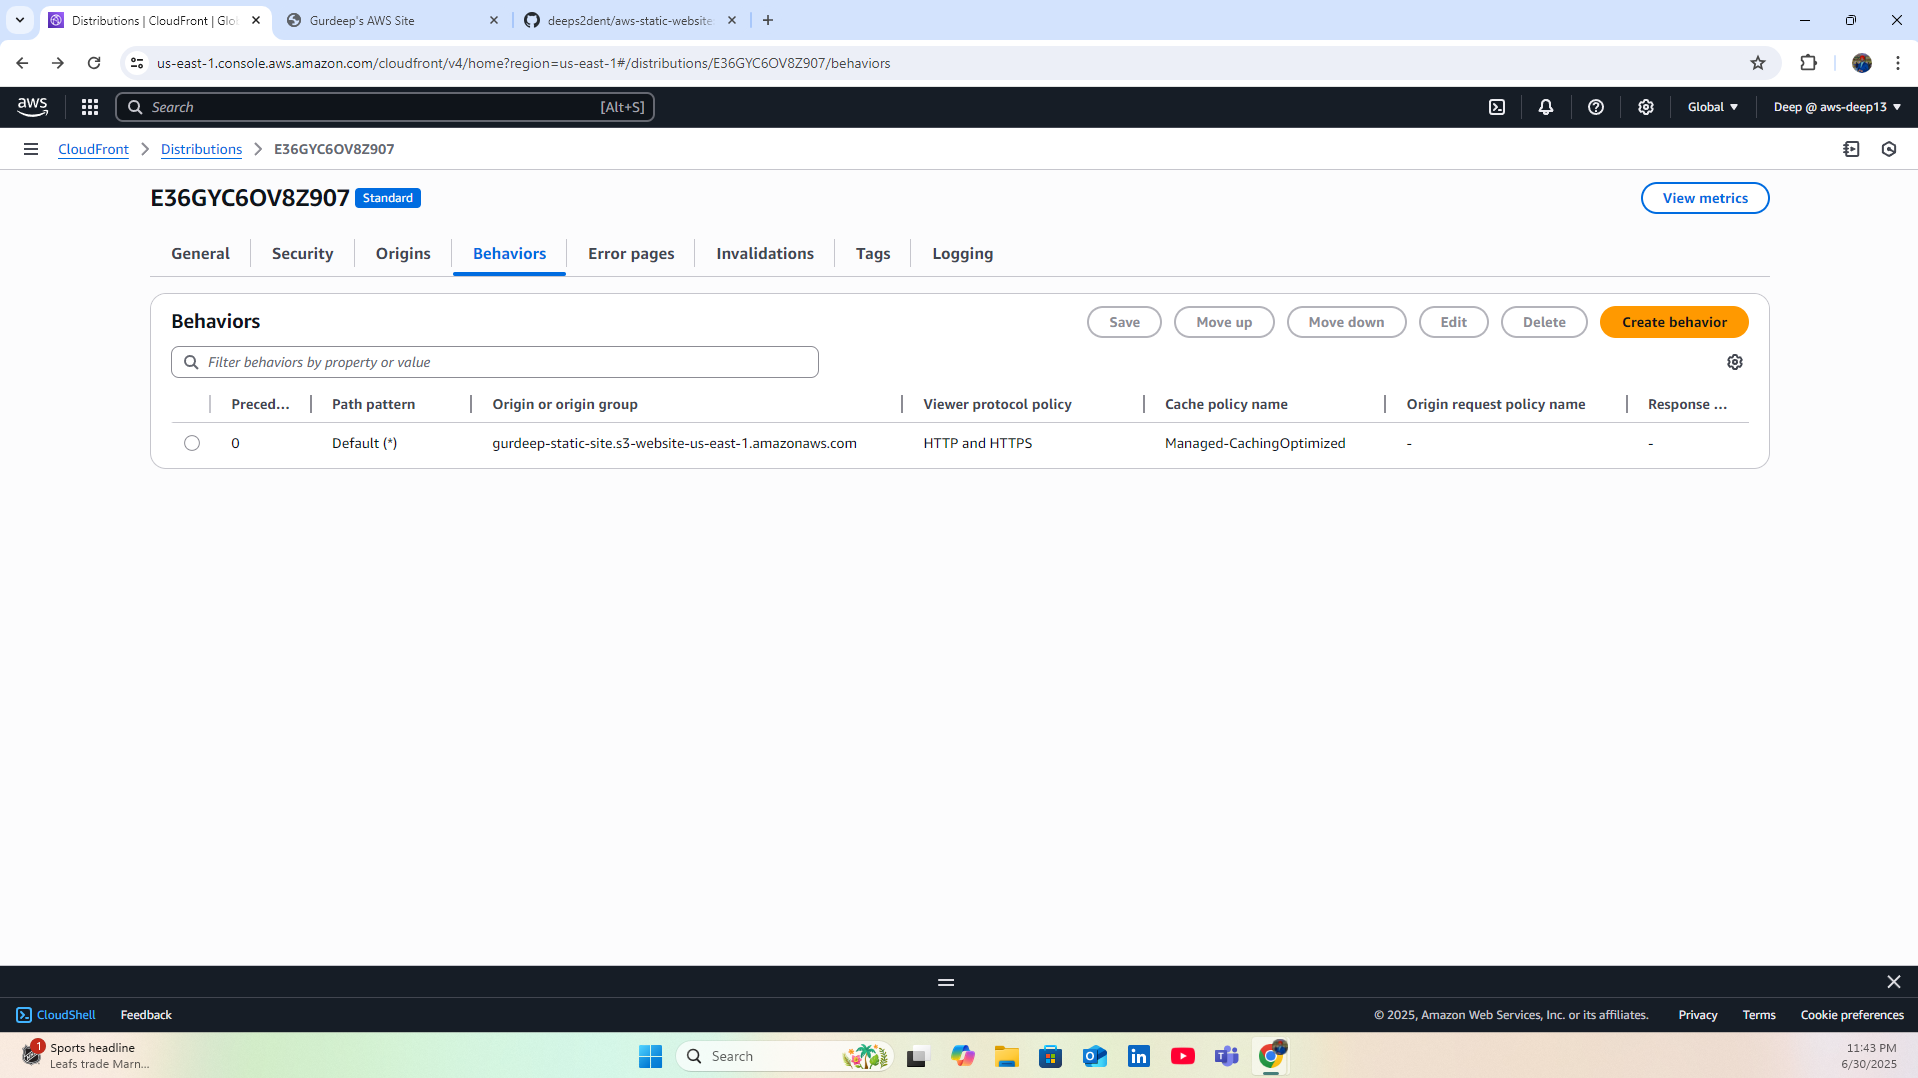 Distributions | CloudFront | Glo
Gurdeep's AWS Site
deeps2dent/aws-static-website
us-east-1.console.aws.amazon.com/cloudfront/v4/home?region=us-east-1#/distributions/E36GYC6OV8Z907/behaviors
aws
Search
[Alt+S]
Global
Deep @ aws-deep13
CloudFront
Distributions
E36GYC6OV8Z907
E36GYC6OV8Z907
Standard
View metrics
General
Security
Origins
Behaviors
Error pages
Invalidations
Tags
Logging
Behaviors
Save
Move up
Move down
Edit
Delete
Create behavior
Filter behaviors by property or value
Preced...
Path pattern
Origin or origin group
Viewer protocol policy
Cache policy name
Origin request policy name
Response ...
0
Default (*)
gurdeep-static-site.s3-website-us-east-1.amazonaws.com
HTTP and HTTPS
Managed-CachingOptimized
-
-
CloudShell
Feedback
© 2025, Amazon Web Services, Inc. or its affiliates.
Privacy
Terms
Cookie preferences
1
Sports headline
Leafs trade Marn...
Search
11:43 PM
6/30/2025